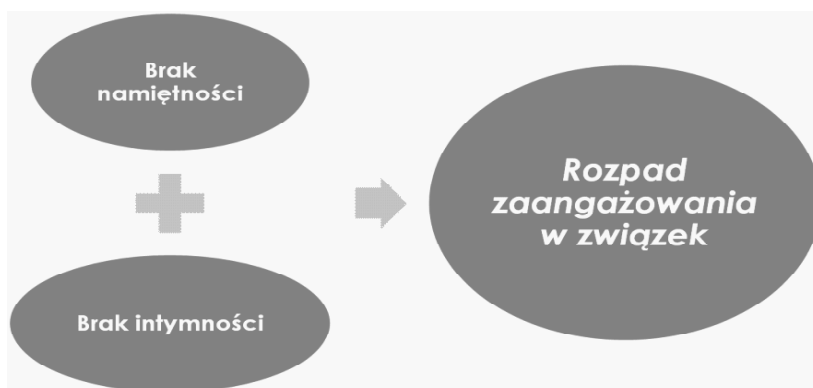 Brak
namiętności
Brak intymności
Rozpad
zaangażowania
w związek